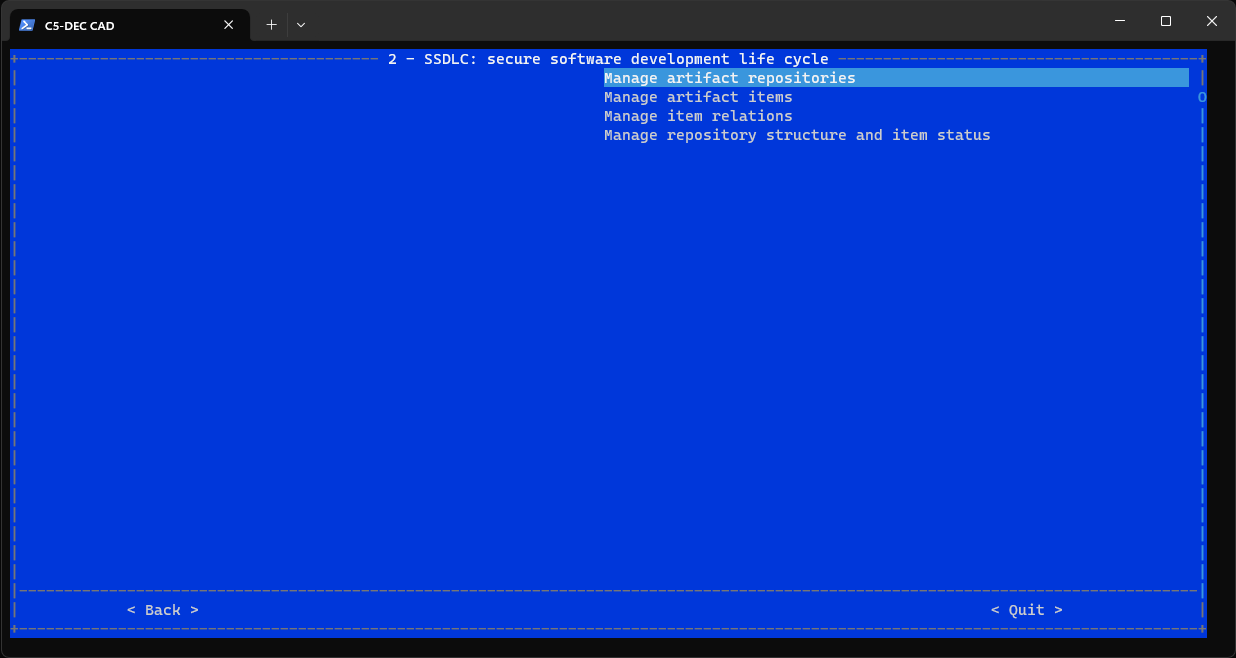 C5-DEC CAD
2 - SSDLC: secure software development life cycle
Manage artifact repositories
Manage artifact items
Manage item relations
Manage repository structure and item status
< Back >
< Quit >